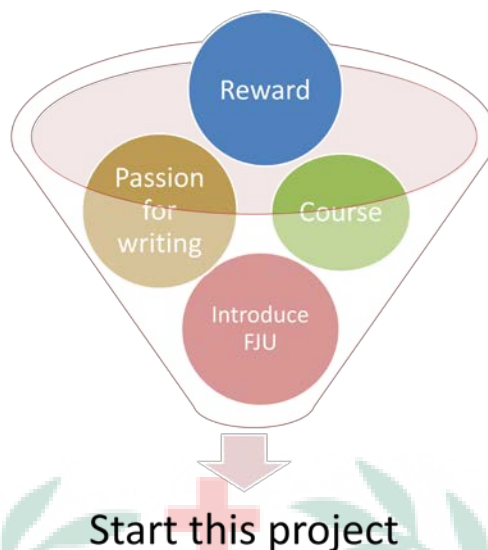 Reward
Passion
for
writing
Course
Introduce
FJU
Start this project